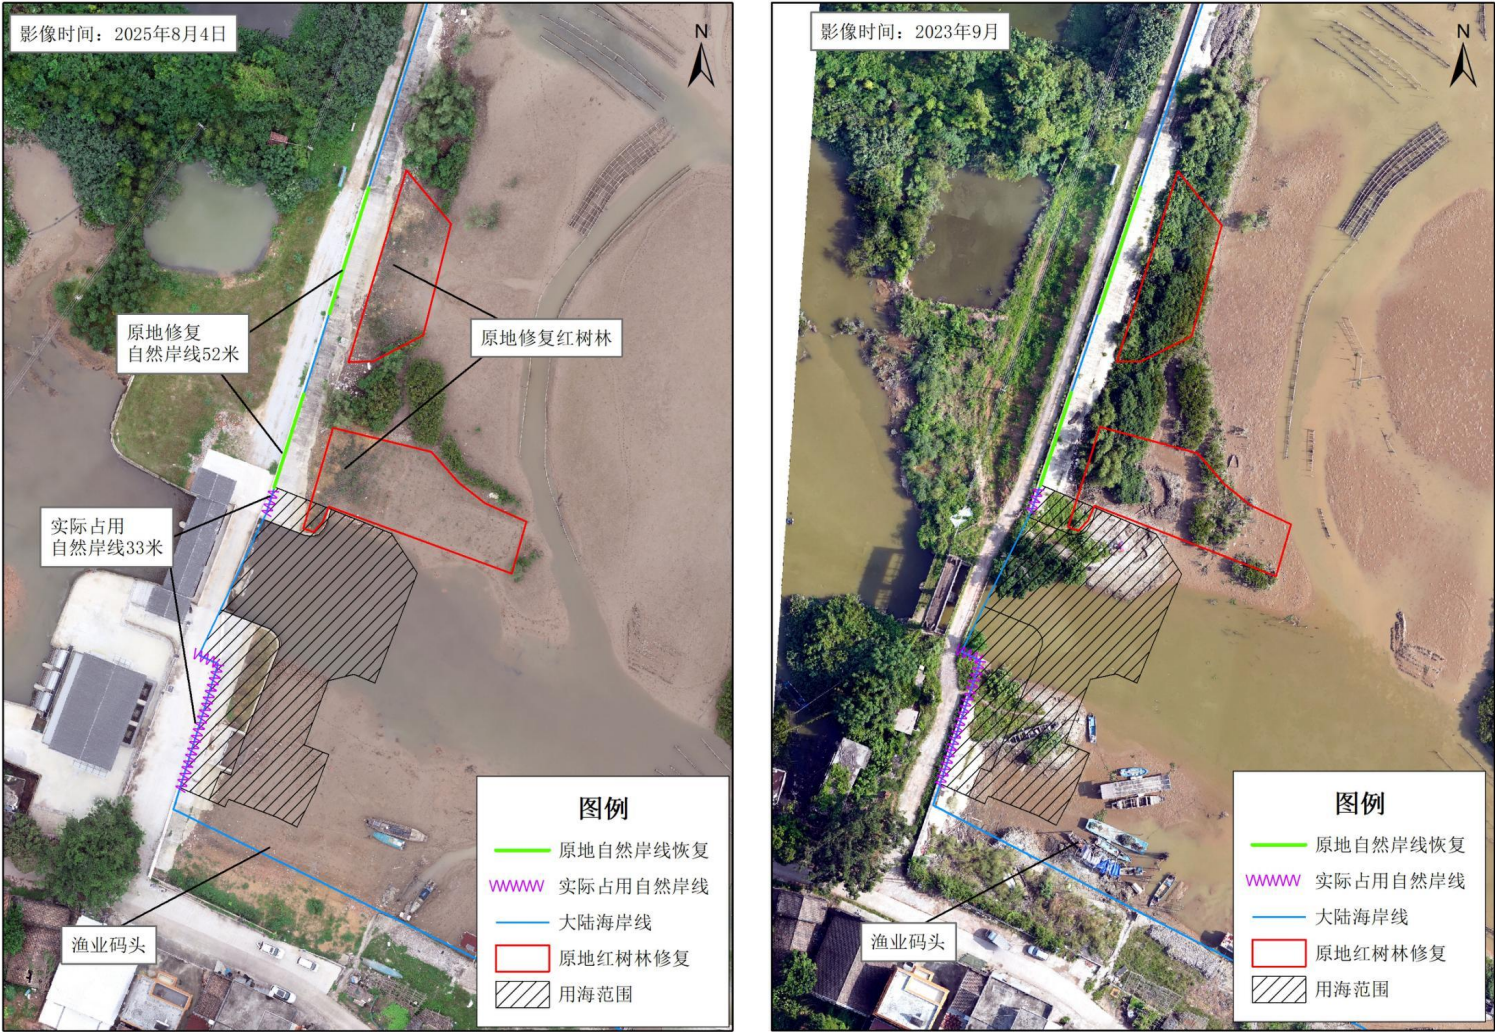 影像时间：2025年8月4日
N
原地修复
自然岸线52米
原地修复红树林
实际占用
自然岸线33米
渔业码头
图例
原地自然岸线恢复
实际占用自然岸线
大陆海岸线
原地红树林修复
用海范围
影像时间：2023年9月
N
渔业码头
图例
原地自然岸线恢复
实际占用自然岸线
大陆海岸线
原地红树林修复
用海范围